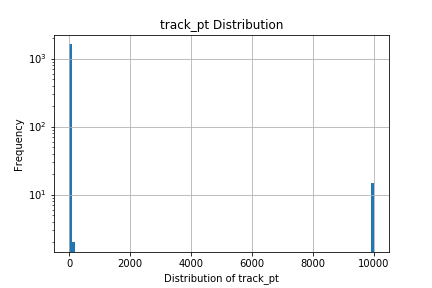 track_pt Distribution
10³
10²
10¹
Frequency
0 2000 4000 6000 8000 10000
Distribution of track_pt